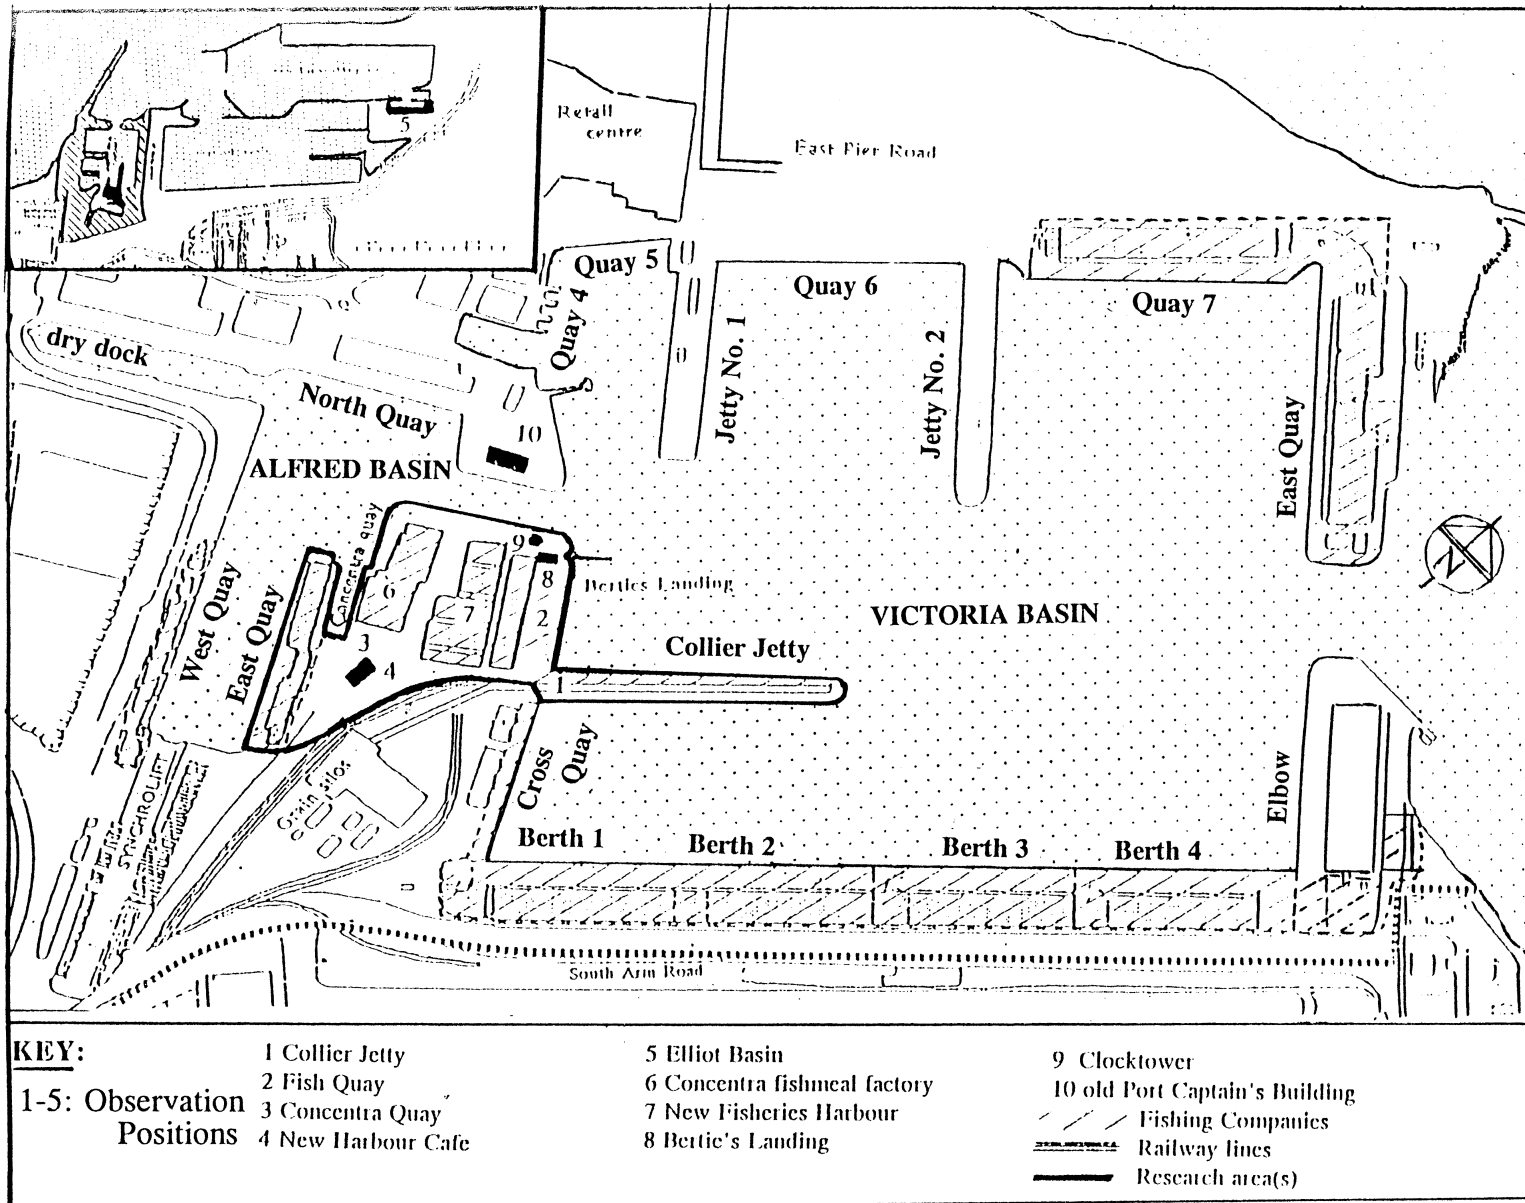 5
Retail
centre
East Pier Road
Quay 5
Quay 4
Quay 6
Quay 7
dry dock
North Quay
10
Jetty No. 1
Jetty No. 2
East Quay
ALFRED BASIN
Concentra quay
9
8
Berties Landing
6
7
2
3
4
1
West Quay
East Quay
VICTORIA BASIN
N
Collier Jetty
Cross
Quay
Elbow
SYNCHROLIFT
Grain Silos
Berth 1
Berth 2
Berth 3
Berth 4
South Arm Road
KEY:
1-5: Observation
Positions
1 Collier Jetty
2 Fish Quay
3 Concentra Quay
4 New Harbour Cafe
5 Elliot Basin
6 Concentra fishmeal factory
7 New Fisheries Harbour
8 Bertie's Landing
9 Clocktower
10 old Port Captain's Building
Fishing Companies
Railway lines
Research area(s)